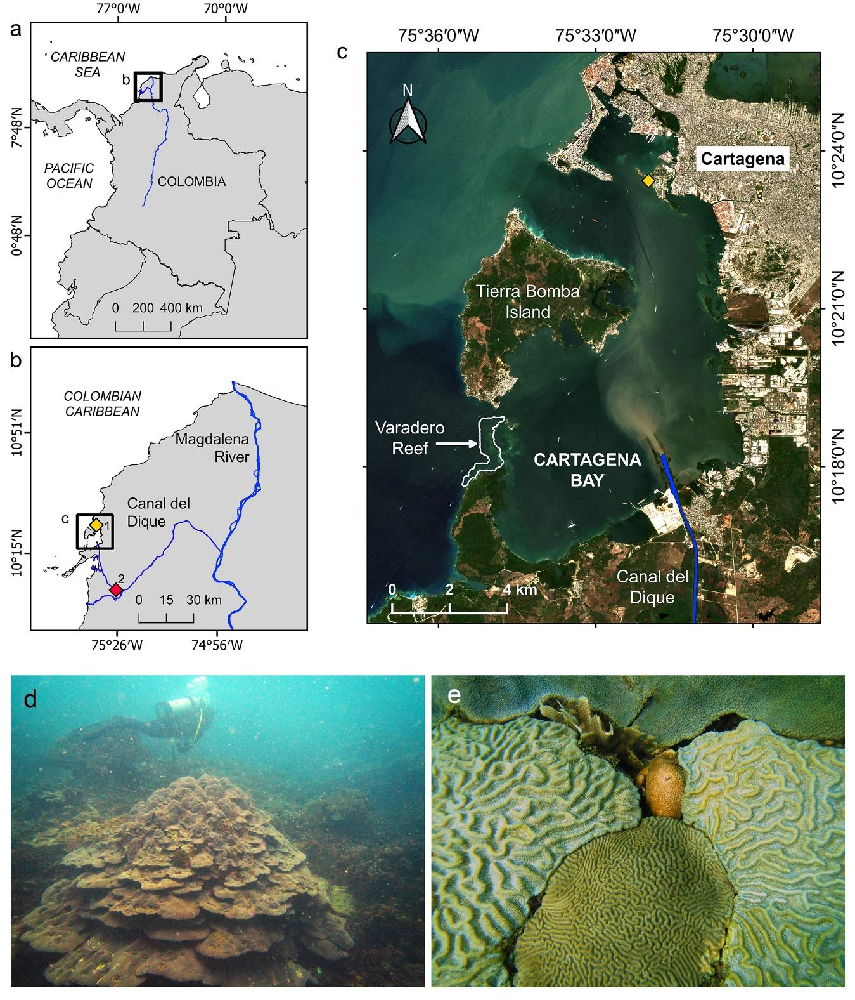 77°0′W 70°0′W
a
CARIBBEAN
SEA
b
7°48′N
PACIFIC
OCEAN
COLOMBIA
0°48′N
0 200 400 km
b
COLOMBIAN
CARIBBEAN
10°51′N
Magdalena
River
Canal del
Dique
c
1
10°15′N
2
0 15 30 km
75°26′W 74°56′W
c
75°36′0″W 75°33′0″W 75°30′0″W
N
Cartagena
10°24′0″N
Tierra Bomba
Island
10°21′0″N
Varadero
Reef
CARTAGENA
BAY
10°18′0″N
Canal del
Dique
0 2 4 km
d
e